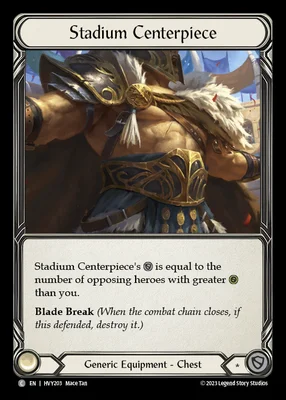 Stadium Centerpiece
Stadium Centerpiece's is equal to the
number of opposing heroes with greater
than you.
Blade Break (When the combat chain closes, if
this defended, destroy it.)
Generic Equipment - Chest
*
C EN | HVY203 Mace Tan
© 2023 Legend Story Studios